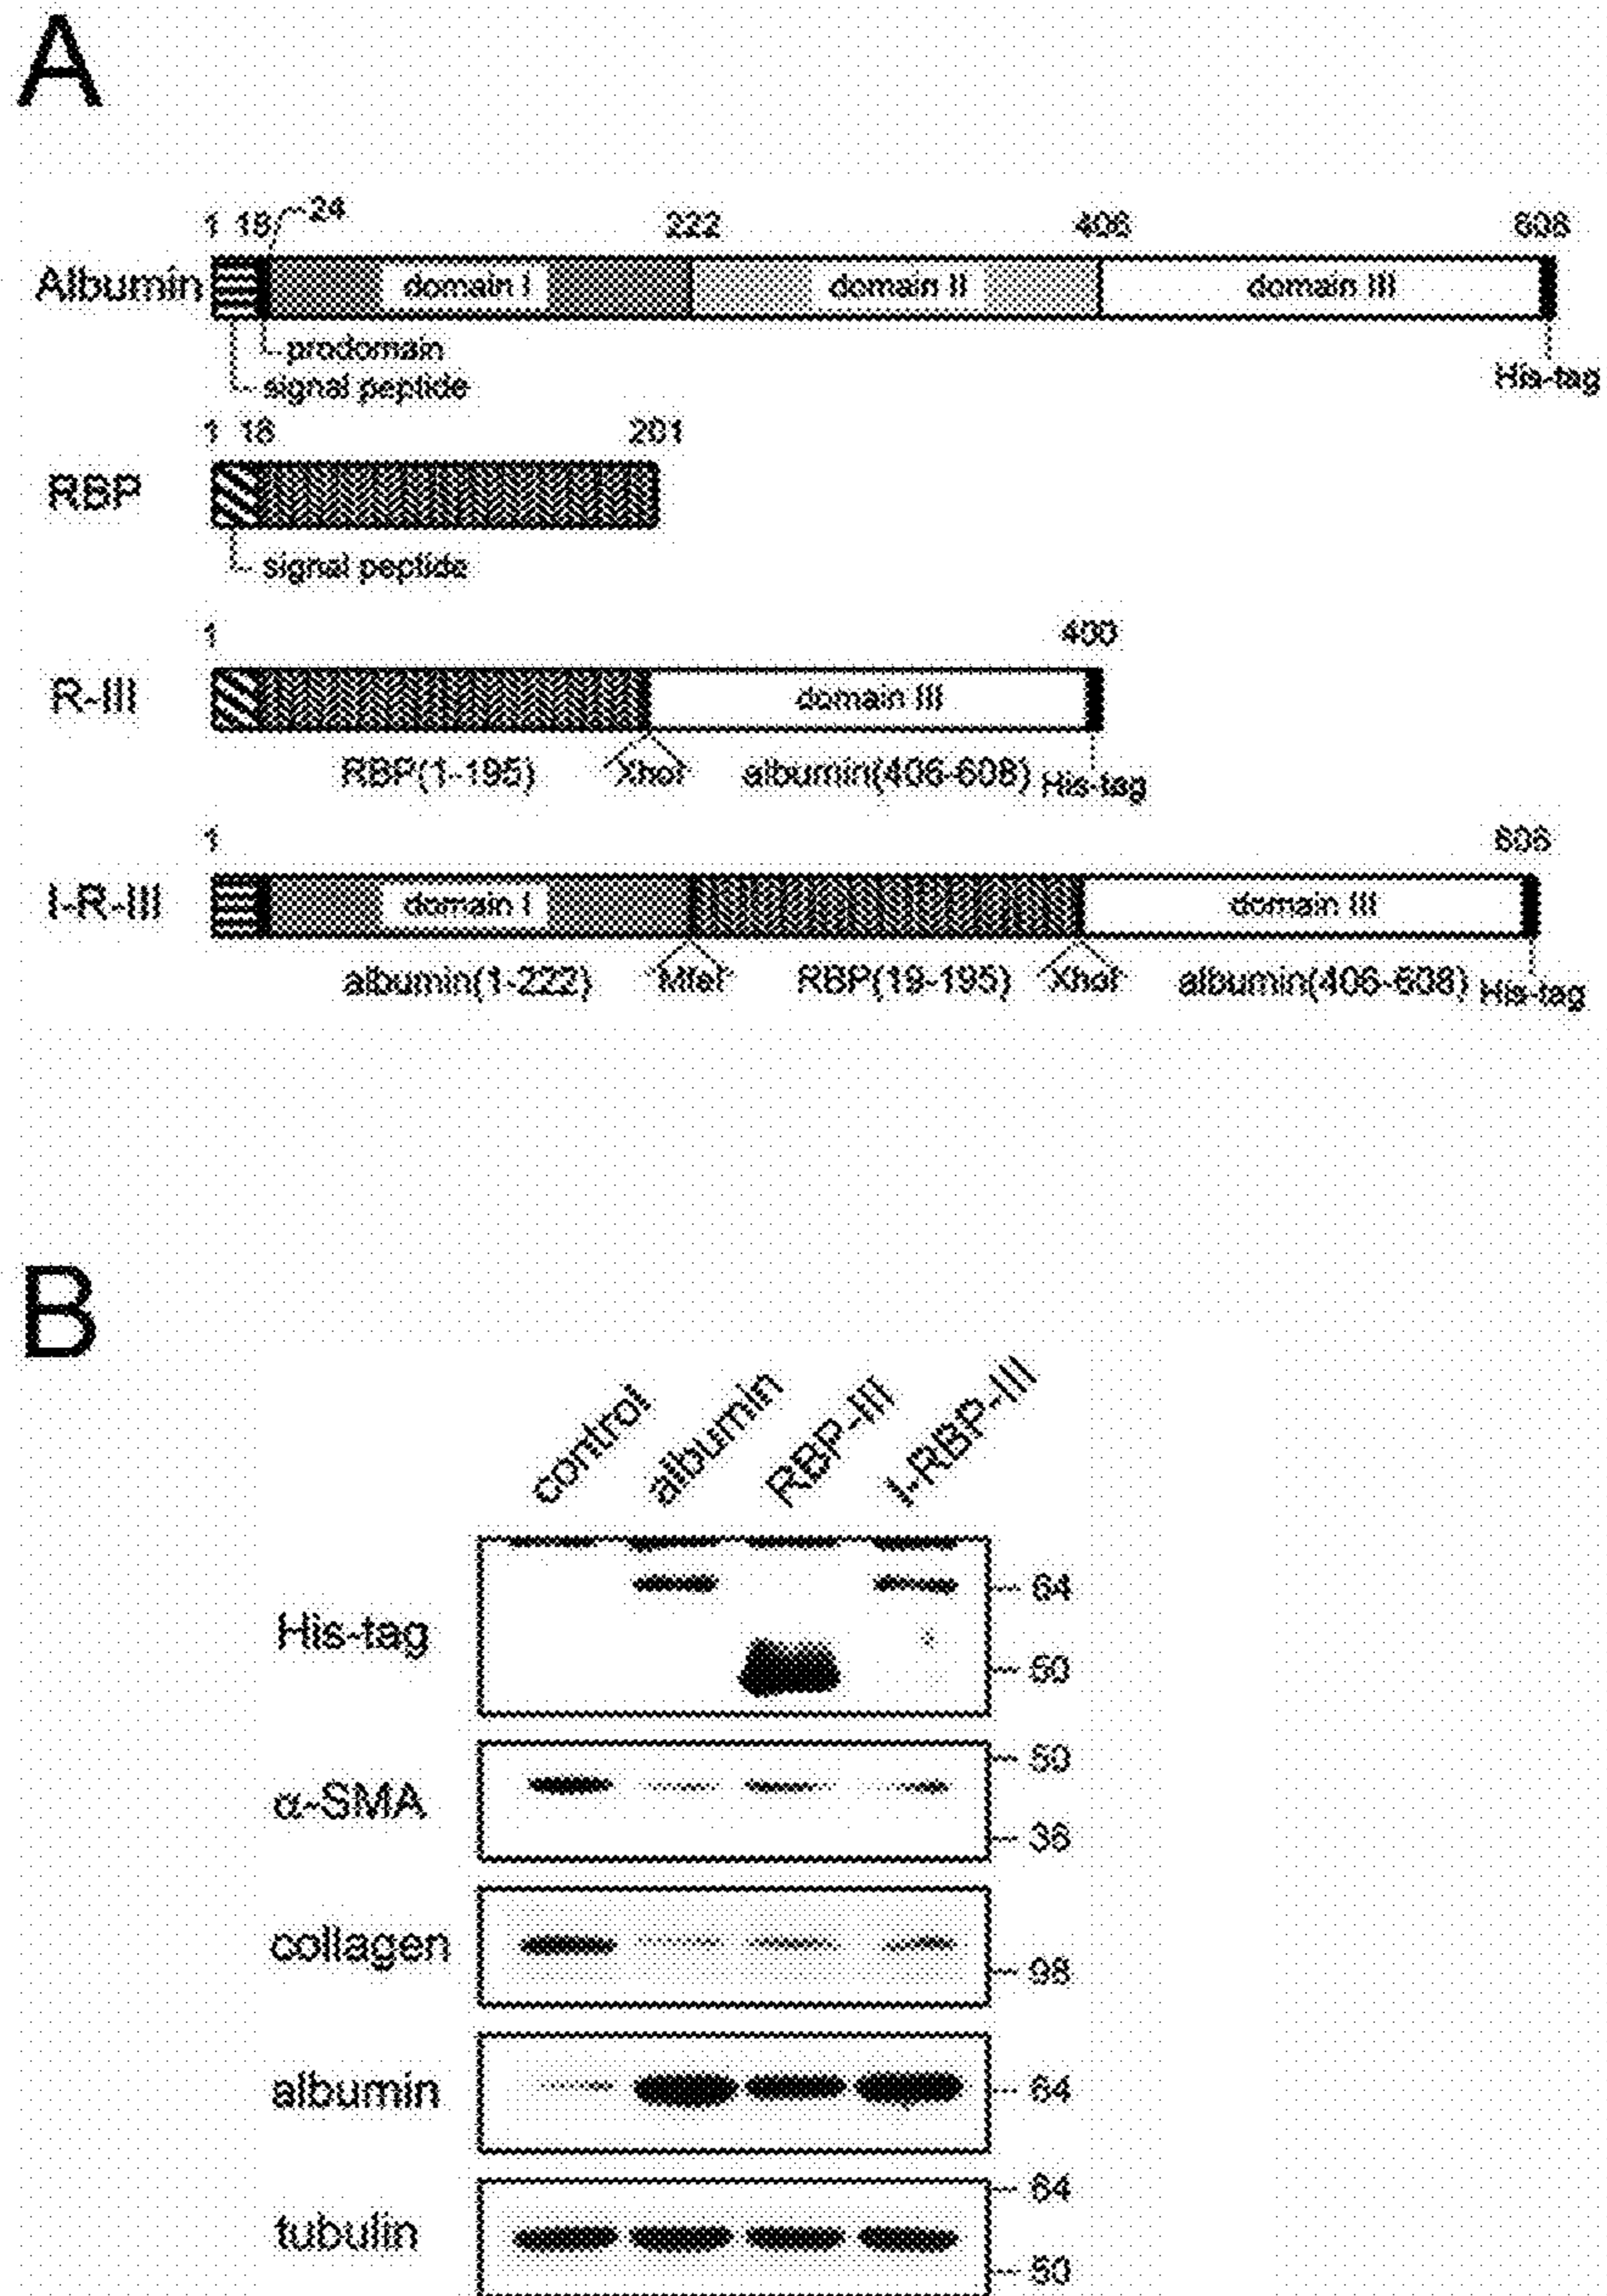 A
1 18 24 222 406 608
Albumin domain I domain II domain III
prodomain
signal peptide His-tag
1 18 201
RBP
signal peptide
1 400
R-III domain III
RBP(1-195) XhoI albumin(406-608) His-tag
1 606
I-R-III domain I domain III
albumin(1-222) MfeI RBP(19-195) XhoI albumin(406-608) His-tag
B
control albumin RBP-III I-RBP-III
His-tag 64
50
α-SMA 50
36
collagen 98
albumin 64
tubulin 64
50